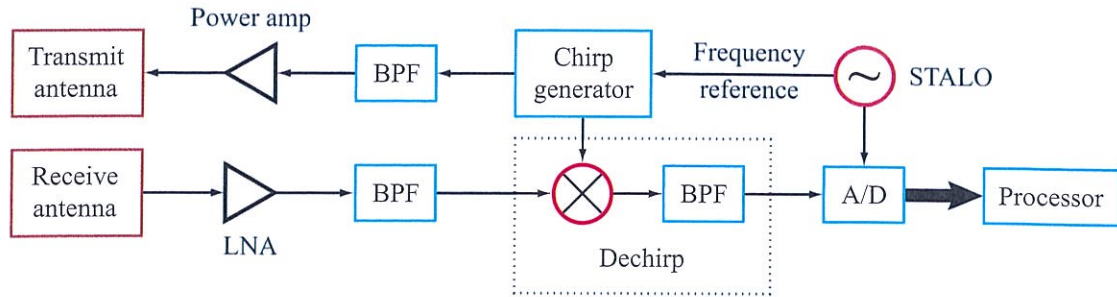 Power amp
Transmit
antenna
BPF
Chirp
generator
Frequency
reference
~
STALO
Receive
antenna
LNA
BPF
BPF
A/D
Processor
Dechirp